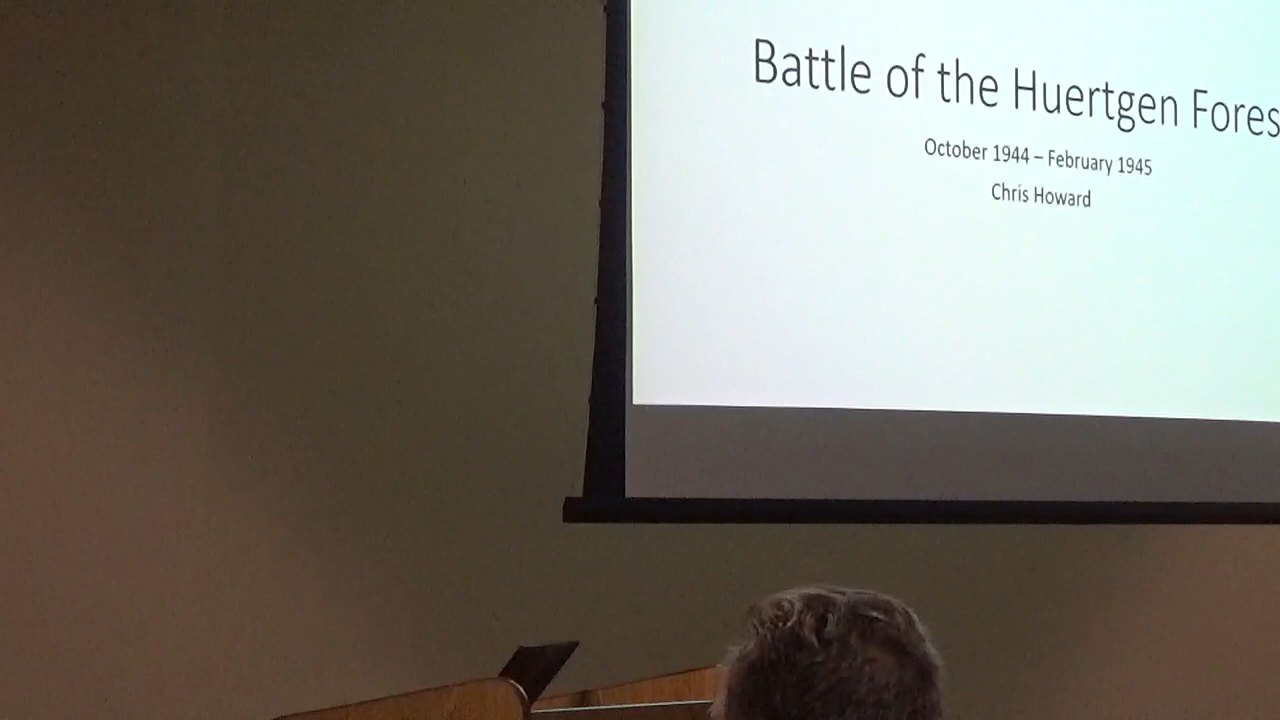 Battle of the Huertgen Fores
October 1944 – February 1945
Chris Howard